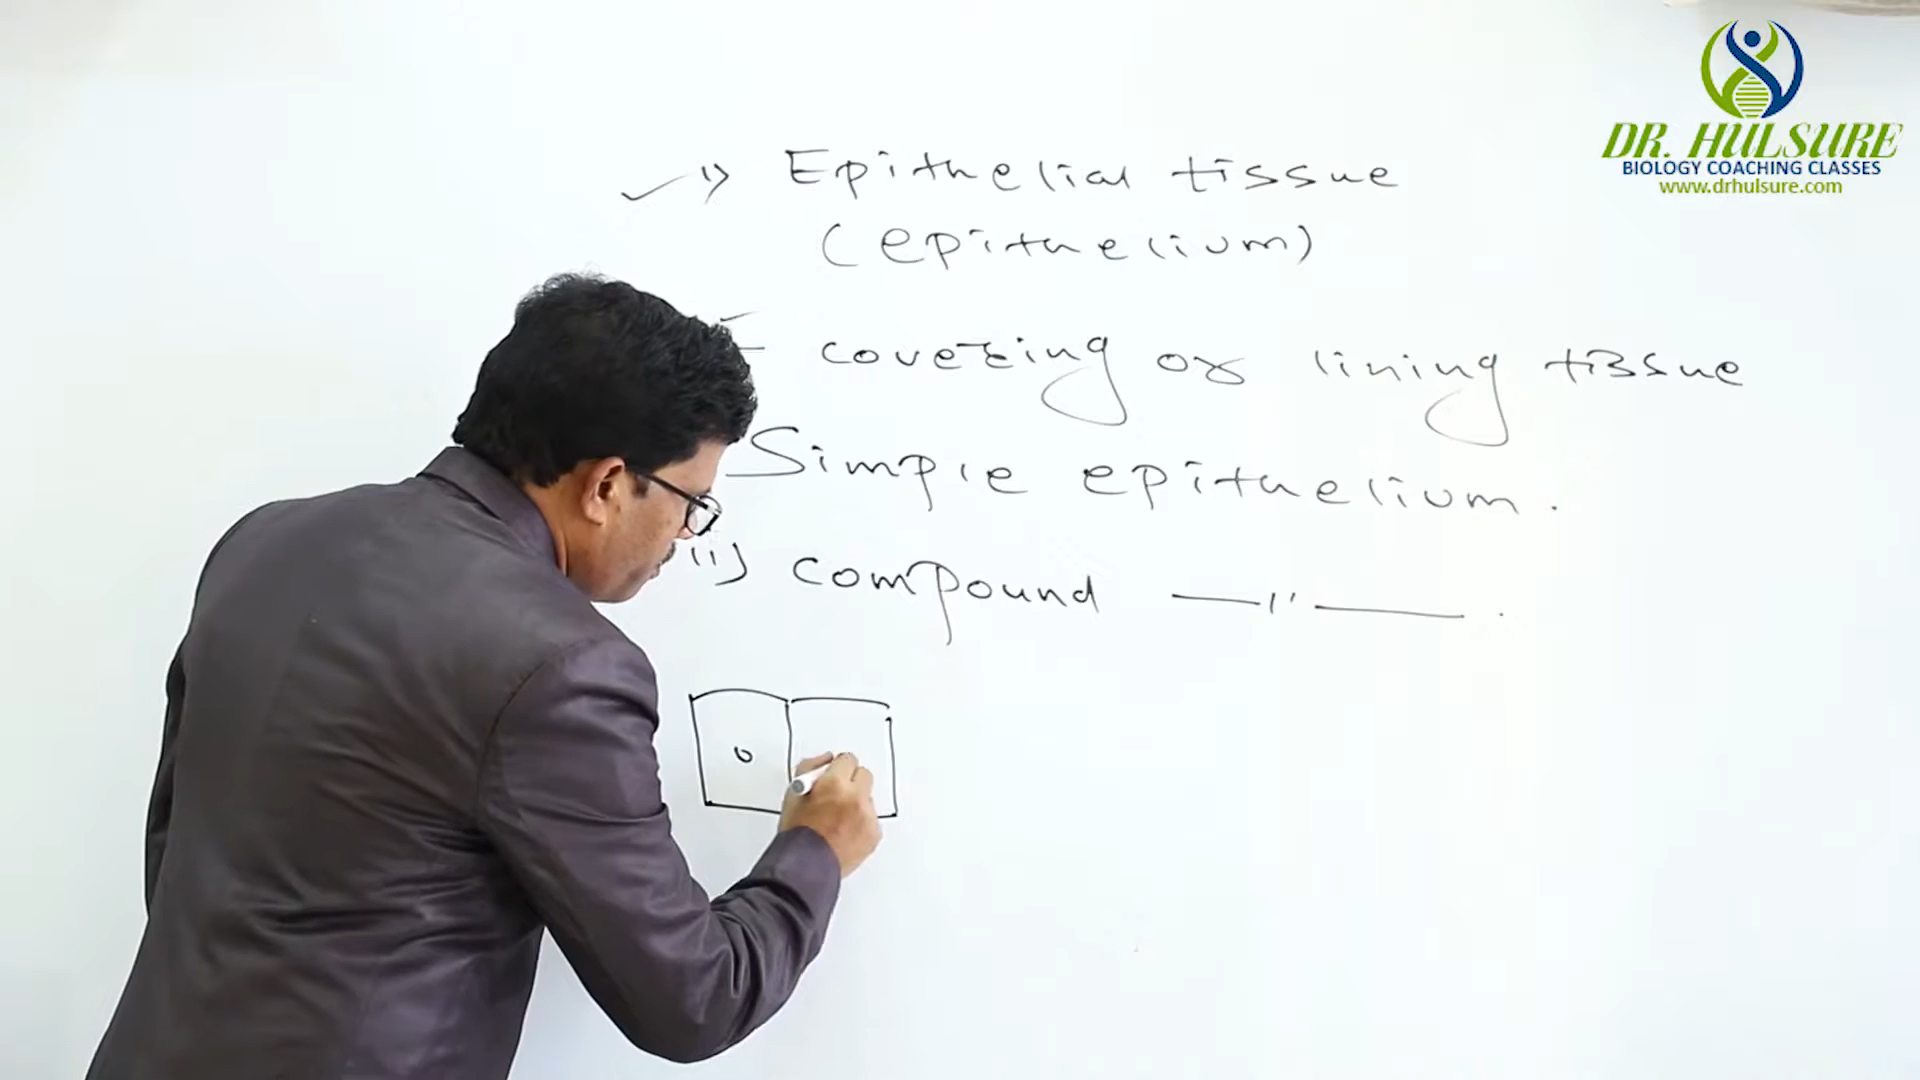 1) Epithelial tissue
(epithelium)
covering or lining tissue
Simple epithelium.
ii) compound —"—.
DR. HULSURE
BIOLOGY COACHING CLASSES
www.drhulsure.com